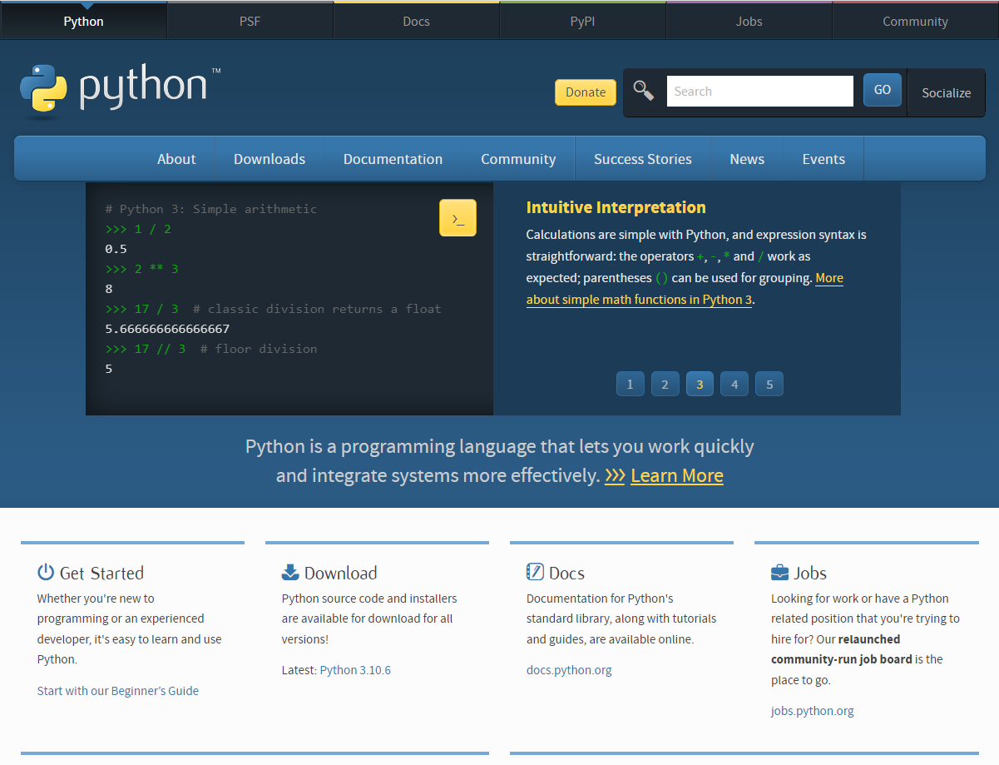 Python PSF Docs PyPI Jobs Community
python™
Donate Search GO Socialize
About Downloads Documentation Community Success Stories News Events
# Python 3: Simple arithmetic
>>> 1 / 2
0.5
>>> 2 ** 3
8
>>> 17 / 3  # classic division returns a float
5.666666666666667
>>> 17 // 3  # floor division
5
>_
Intuitive Interpretation
Calculations are simple with Python, and expression syntax is
straightforward: the operators +, -, * and / work as
expected; parentheses () can be used for grouping. More
about simple math functions in Python 3.
1 2 3 4 5
Python is a programming language that lets you work quickly
and integrate systems more effectively. >>> Learn More
Get Started
Whether you're new to
programming or an experienced
developer, it's easy to learn and use
Python.
Start with our Beginner’s Guide
Download
Python source code and installers
are available for download for all
versions!
Latest: Python 3.10.6
Docs
Documentation for Python's
standard library, along with tutorials
and guides, are available online.
docs.python.org
Jobs
Looking for work or have a Python
related position that you're trying to
hire for? Our relaunched
community-run job board is the
place to go.
jobs.python.org